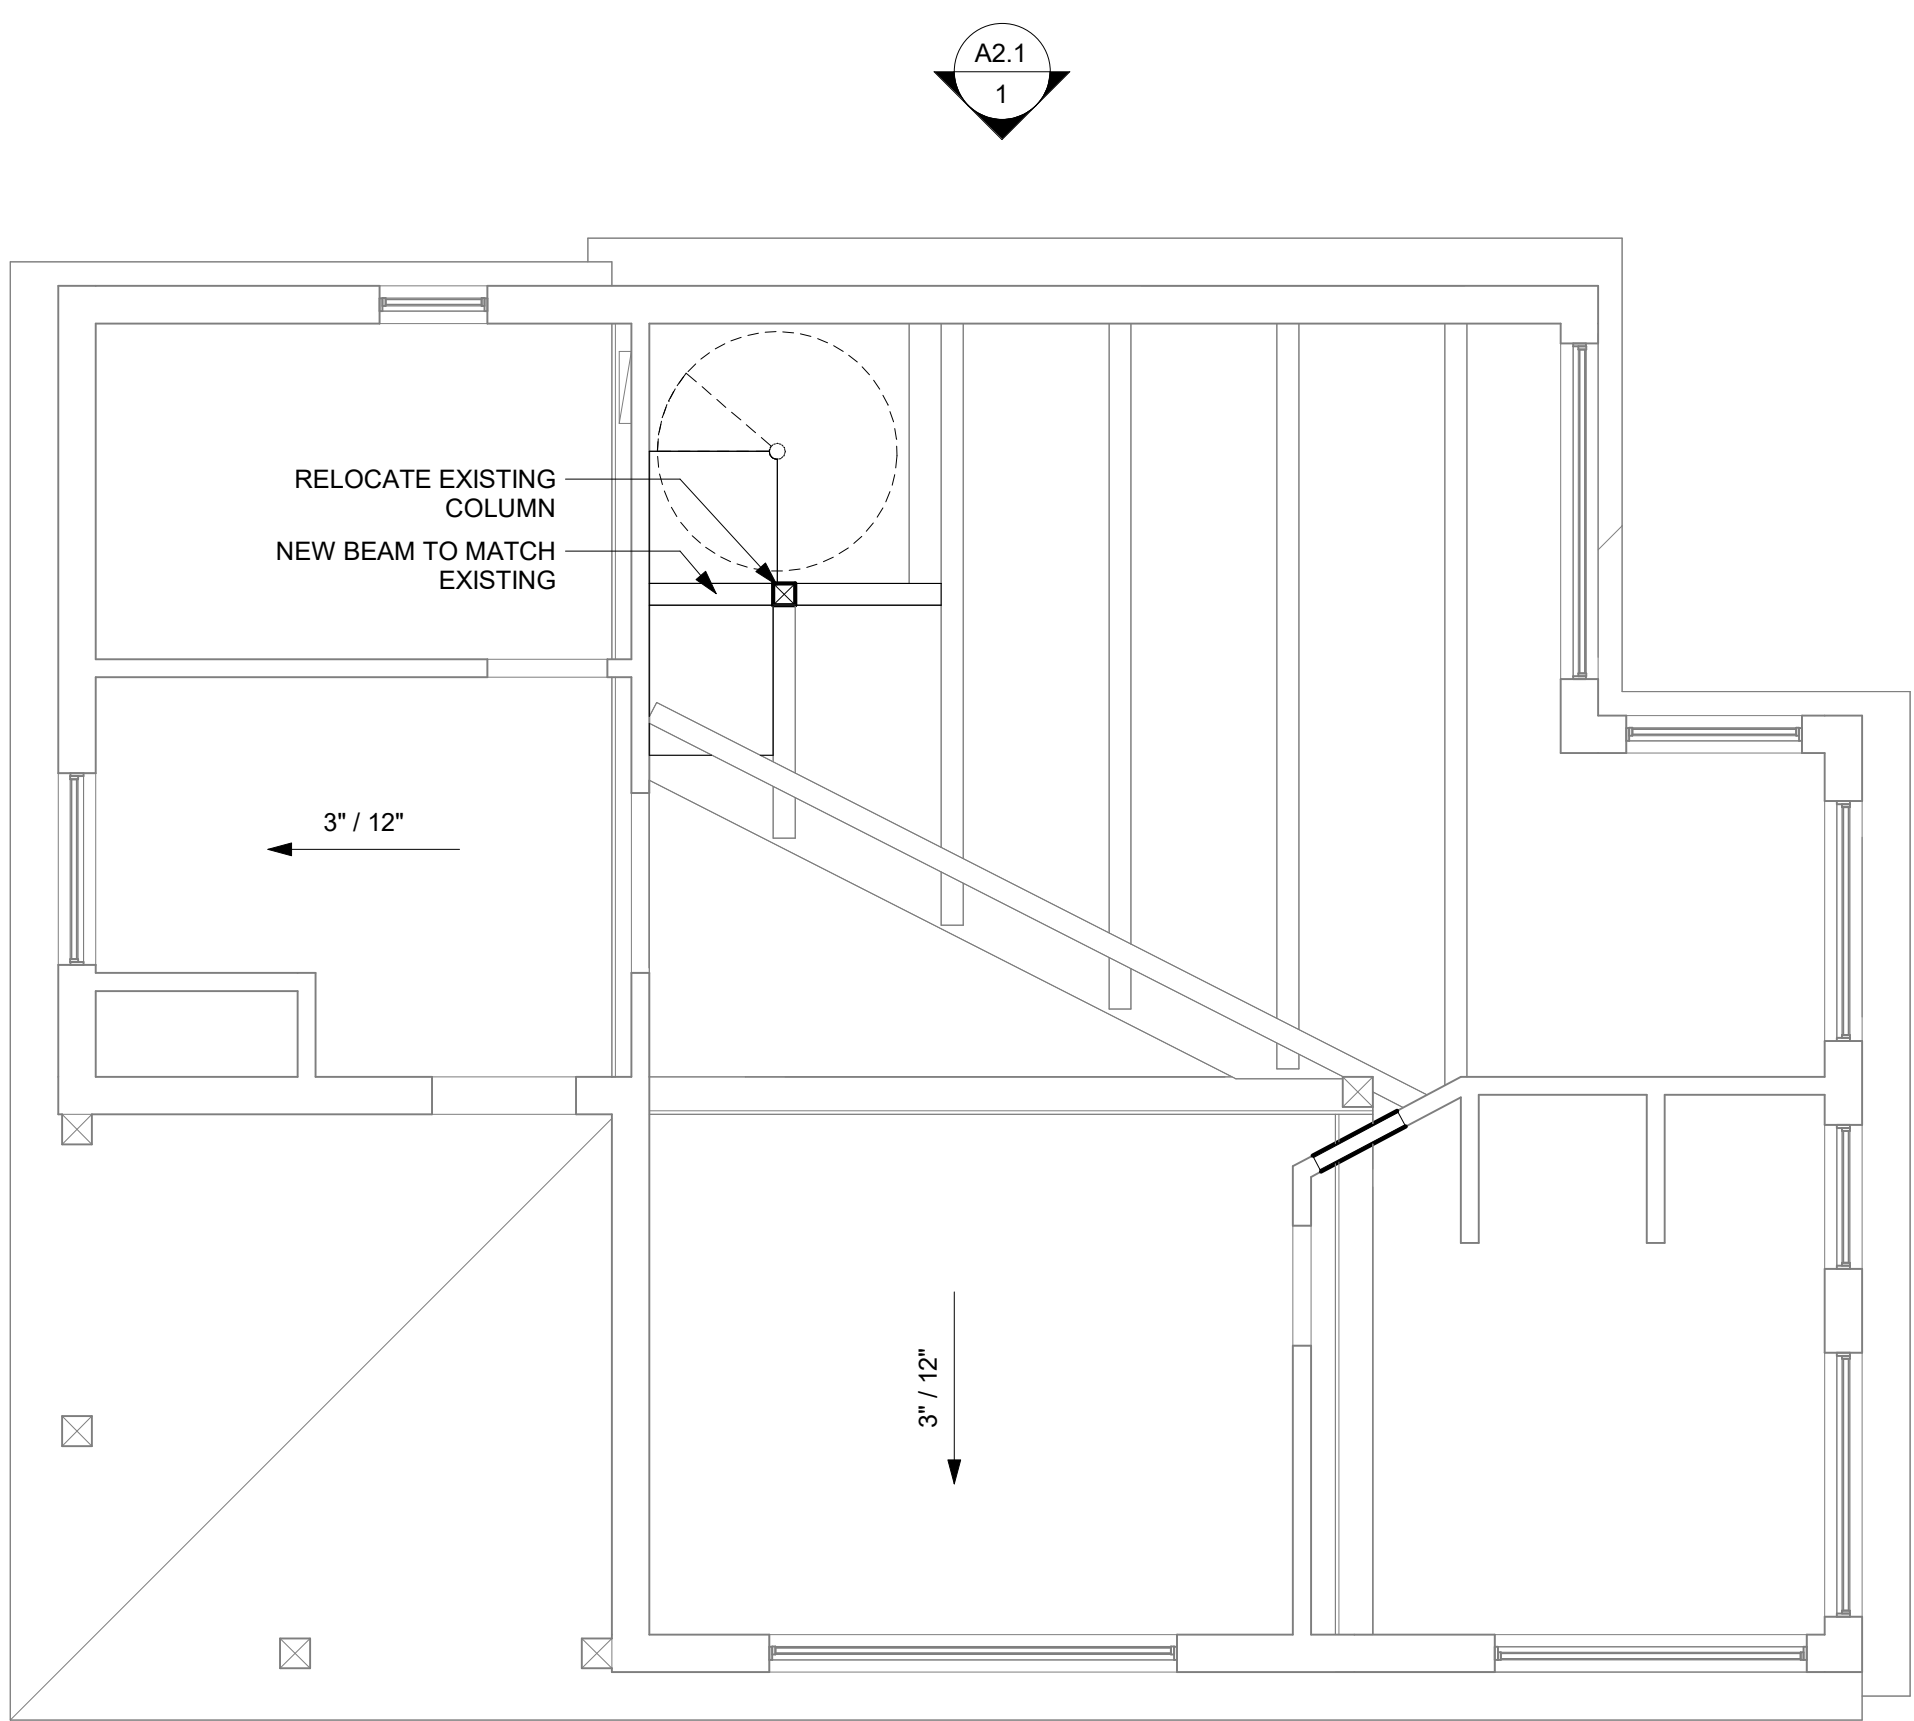 A2.1
1
RELOCATE EXISTING
COLUMN
NEW BEAM TO MATCH
EXISTING
3" / 12"
3" / 12"